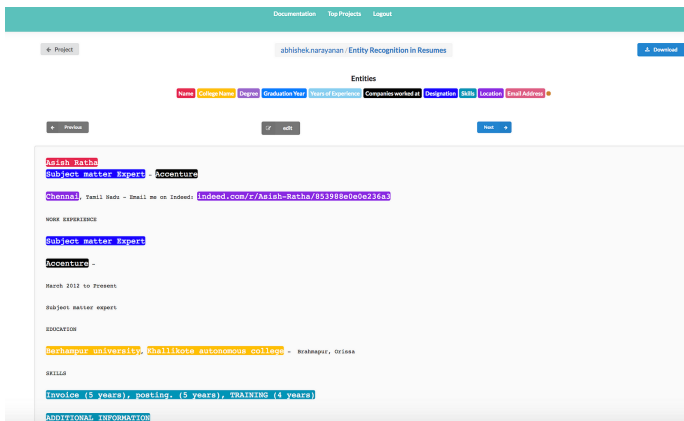 Documentation Top Projects Logout
← Project abhishek.narayanan / Entity Recognition in Resumes Download
Entities
Name College Name Degree Graduation Year Years of Experience Companies worked at Designation Skills Location Email Address
← Previous edit Next →
Asish Ratha
Subject matter Expert - Accenture
Chennai, Tamil Nadu - Email me on Indeed: indeed.com/r/Asish-Ratha/853988e0e0e236a3
WORK EXPERIENCE
Subject matter Expert
Accenture -
March 2012 to Present
Subject matter expert
EDUCATION
Berhampur university, Khallikote autonomous college - Brahmapur, Orissa
SKILLS
Invoice (5 years), posting. (5 years), TRAINING (4 years)
ADDITIONAL INFORMATION